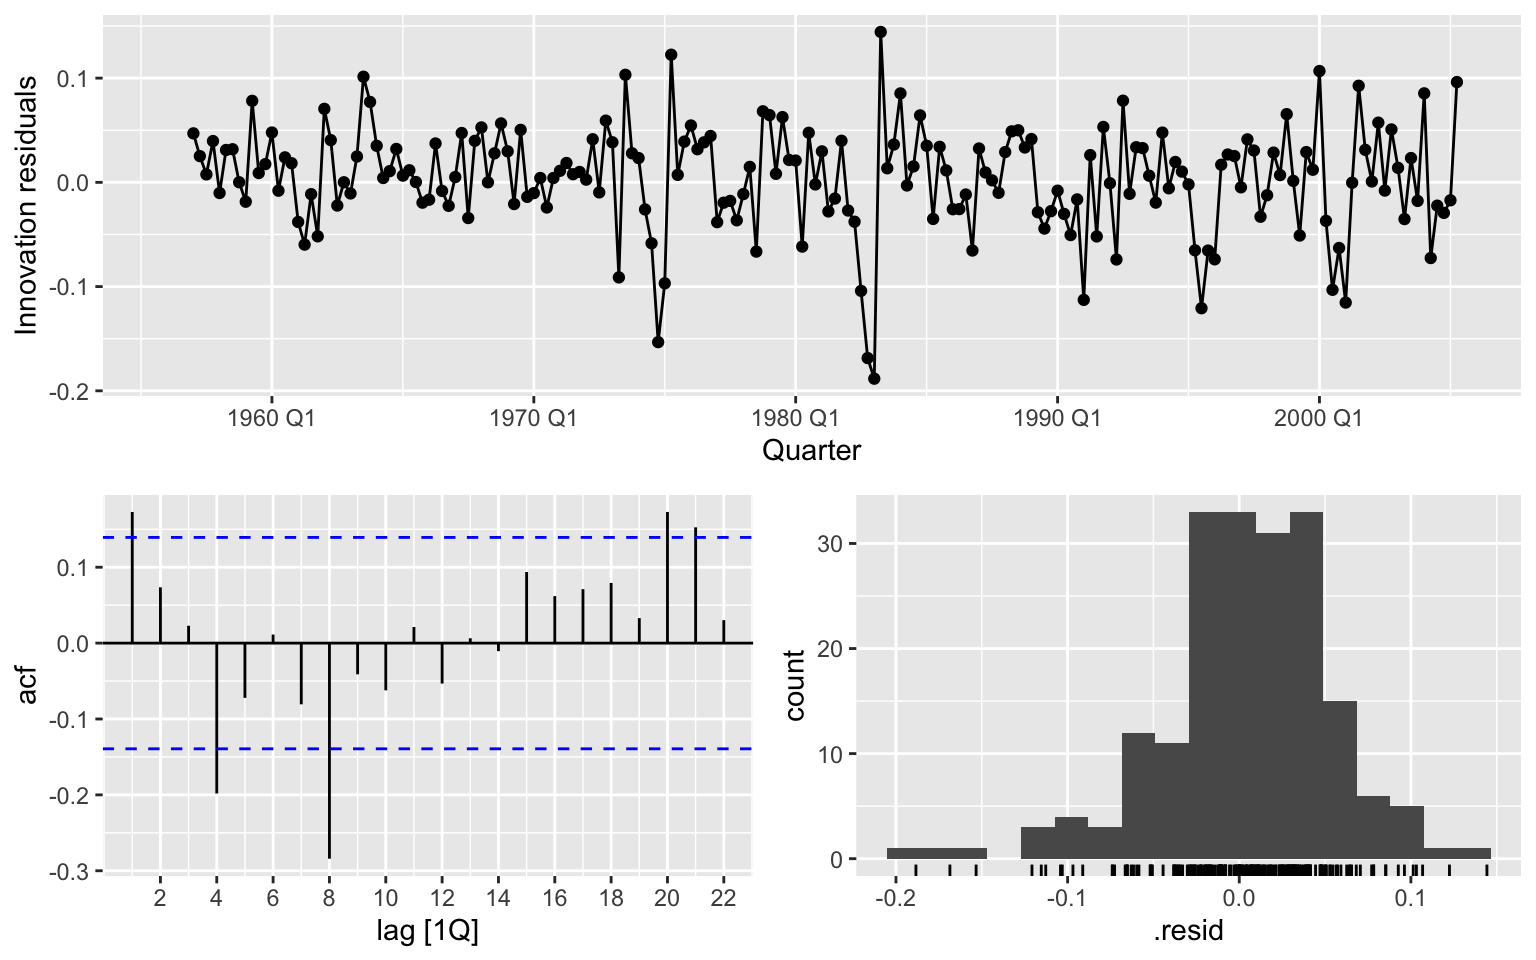 Innovation residuals
0.1
0.0
-0.1
-0.2
1960 Q1 1970 Q1 1980 Q1 1990 Q1 2000 Q1
Quarter
acf
0.1
0.0
-0.1
-0.2
-0.3
2 4 6 8 10 12 14 16 18 20 22
lag [1Q]
count
30
20
10
0
-0.2 -0.1 0.0 0.1
.resid